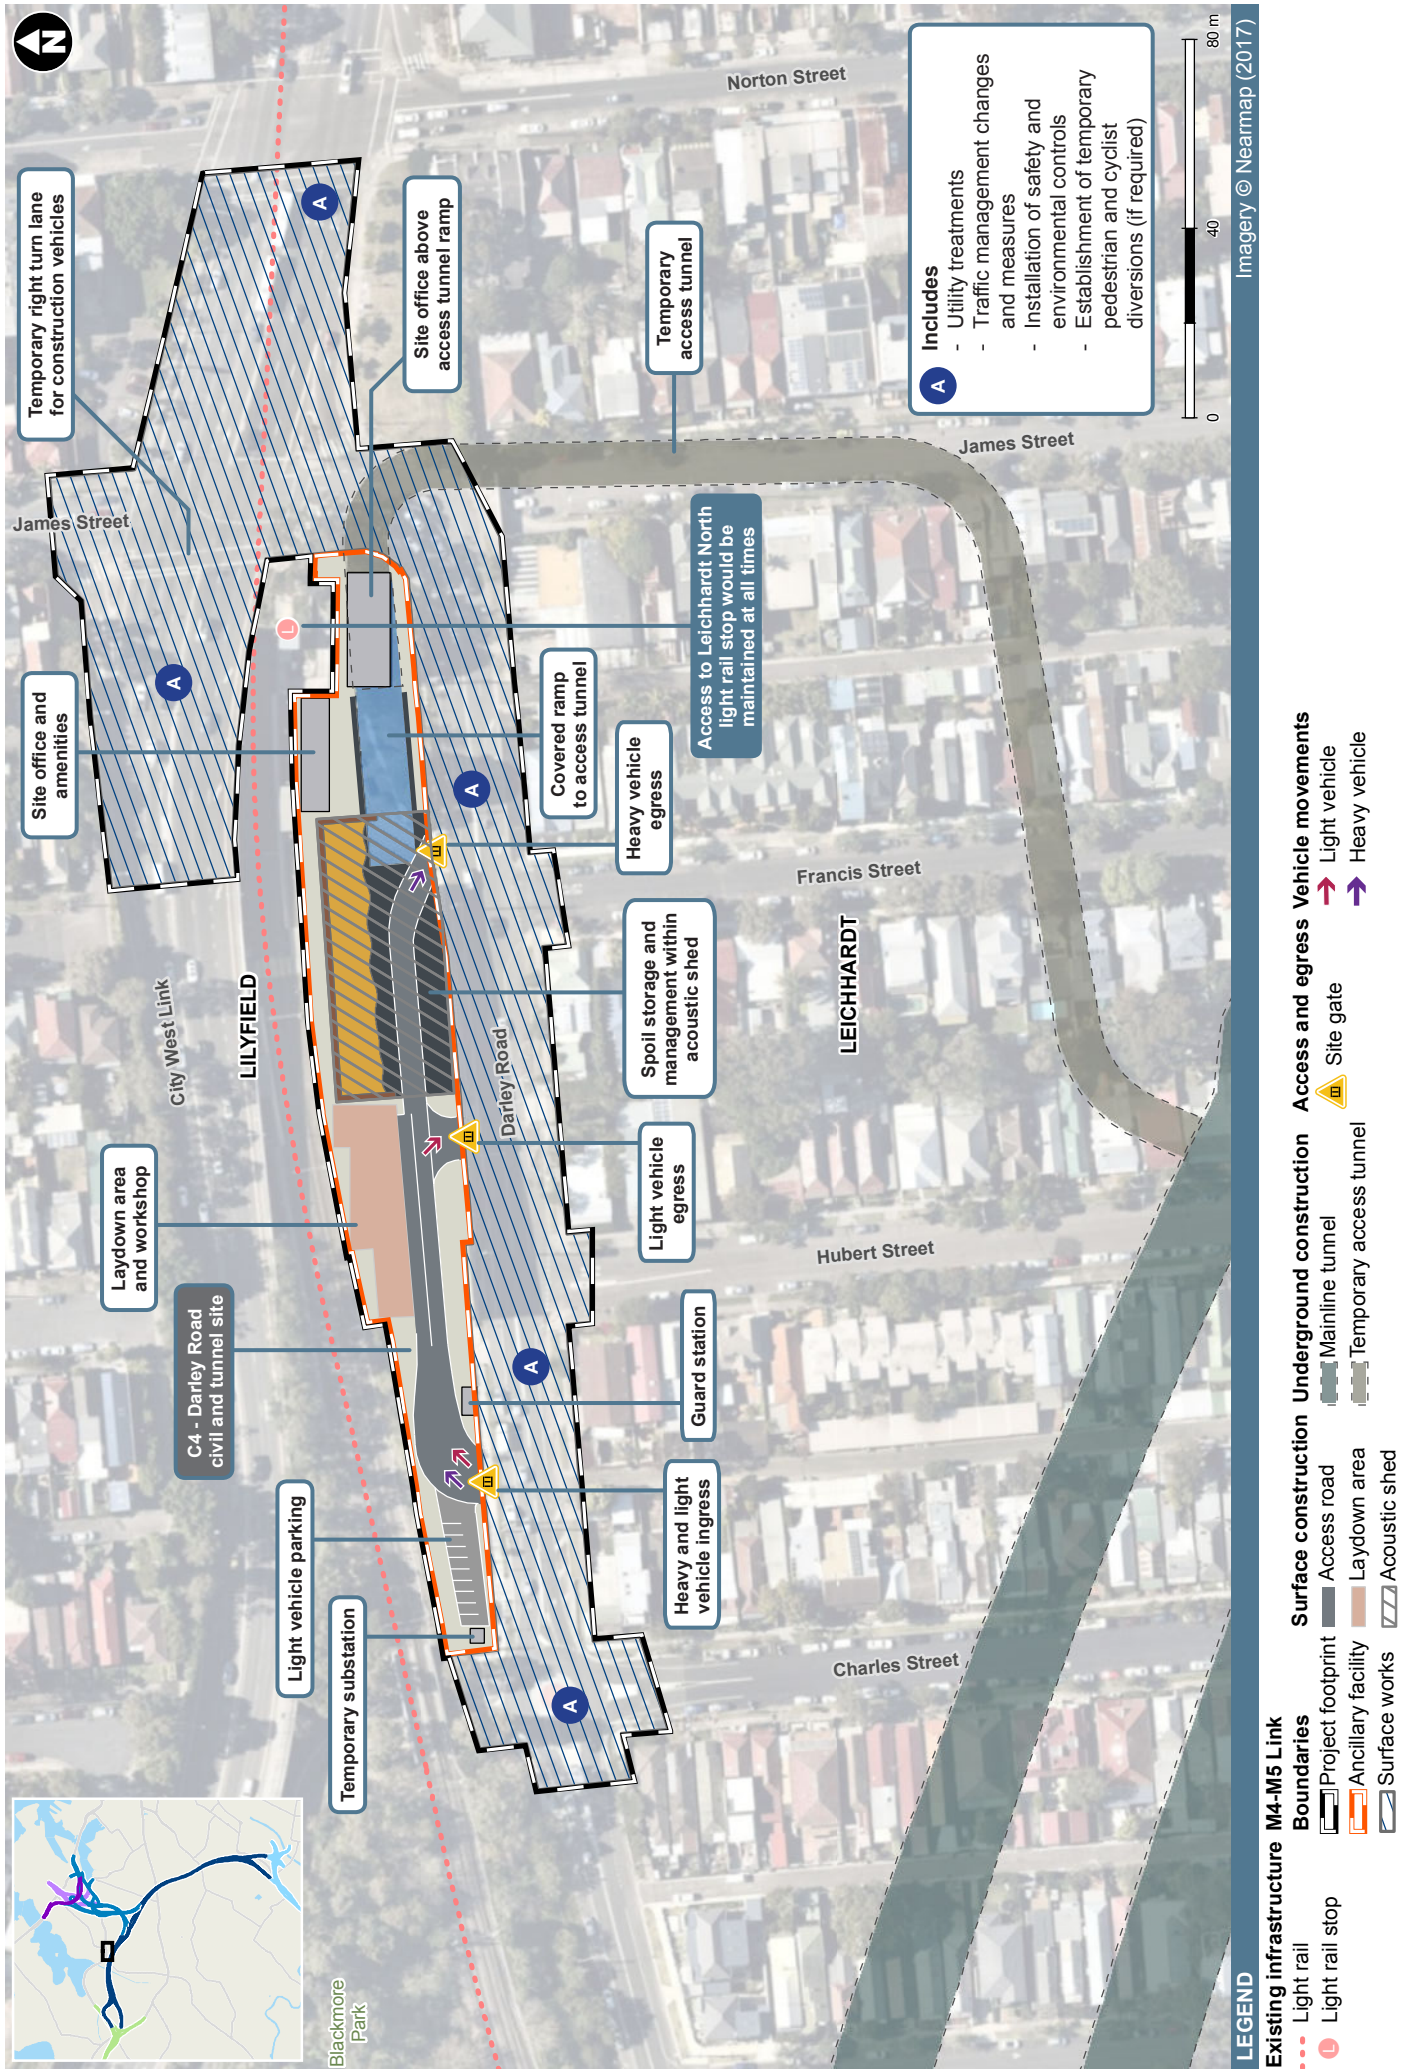 N
Temporary right turn lane
for construction vehicles
Site office above
access tunnel ramp
Temporary
access tunnel
Norton Street
James Street
James Street
A
A
A
A
A
Site office and
amenities
L
Access to Leichhardt North
light rail stop would be
maintained at all times
Covered ramp
to access tunnel
Heavy vehicle
egress
Francis Street
Spoil storage and
management within
acoustic shed
LEICHHARDT
LILYFIELD
City West Link
Darley Road
Laydown area
and workshop
Light vehicle
egress
Hubert Street
C4 - Darley Road
civil and tunnel site
Guard station
Light vehicle parking
Heavy and light
vehicle ingress
Temporary substation
Charles Street
Blackmore
Park
A Includes
- Utility treatments
- Traffic management changes
and measures
- Installation of safety and
environmental controls
- Establishment of temporary
pedestrian and cyclist
diversions (if required)
0 40 80 m
Imagery © Nearmap (2017)
LEGEND
Existing infrastructure
Light rail
L Light rail stop
M4-M5 Link
Boundaries
Project footprint
Ancillary facility
Surface works
Surface construction
Access road
Laydown area
Acoustic shed
Underground construction
Mainline tunnel
Temporary access tunnel
Access and egress
Site gate
Vehicle movements
Light vehicle
Heavy vehicle